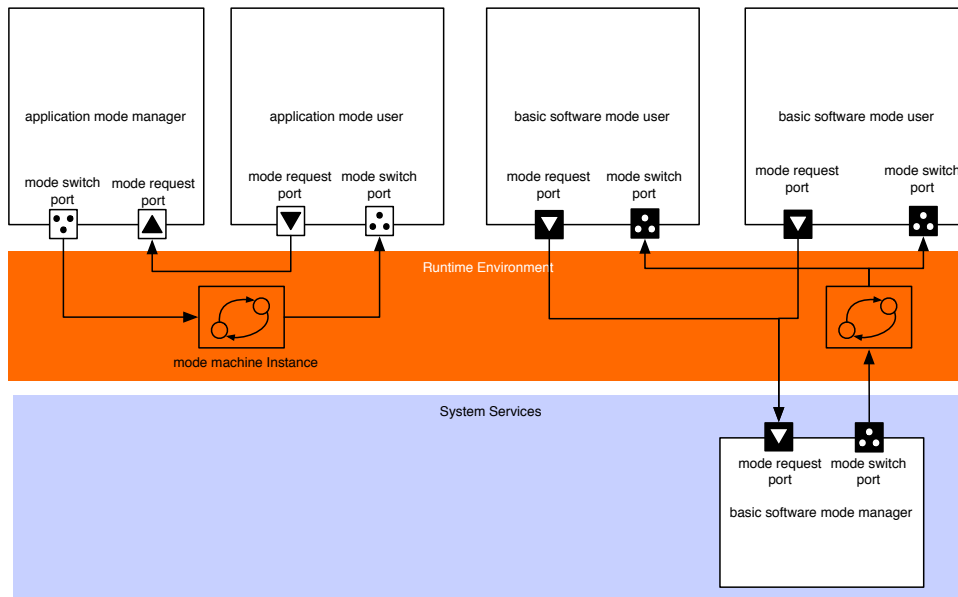 application mode manager
application mode user
basic software mode user
basic software mode user
mode switch
port
mode request
port
mode request
port
mode switch
port
mode request
port
mode switch
port
mode request
port
mode switch
port
Runtime Environment
mode machine Instance
System Services
mode request
port
mode switch
port
basic software mode manager